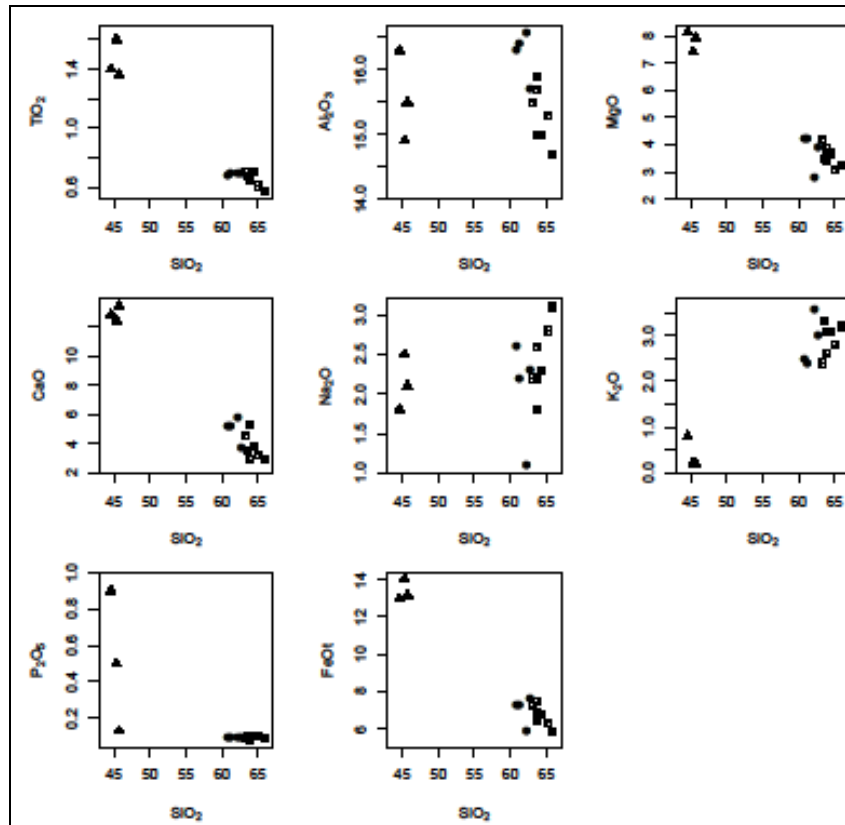 TiO₂
0.6 1.0 1.4
45 50 55 60 65
SiO₂
Al₂O₃
14.0 15.0 16.0
45 50 55 60 65
SiO₂
MgO
2 3 4 5 6 7 8
45 50 55 60 65
SiO₂
CaO
2 4 6 8 10
45 50 55 60 65
SiO₂
Na₂O
1.0 1.5 2.0 2.5 3.0
45 50 55 60 65
SiO₂
K₂O
0.0 1.0 2.0 3.0
45 50 55 60 65
SiO₂
P₂O₅
0.2 0.4 0.6 0.8 1.0
45 50 55 60 65
SiO₂
FeOt
6 8 10 12 14
45 50 55 60 65
SiO₂